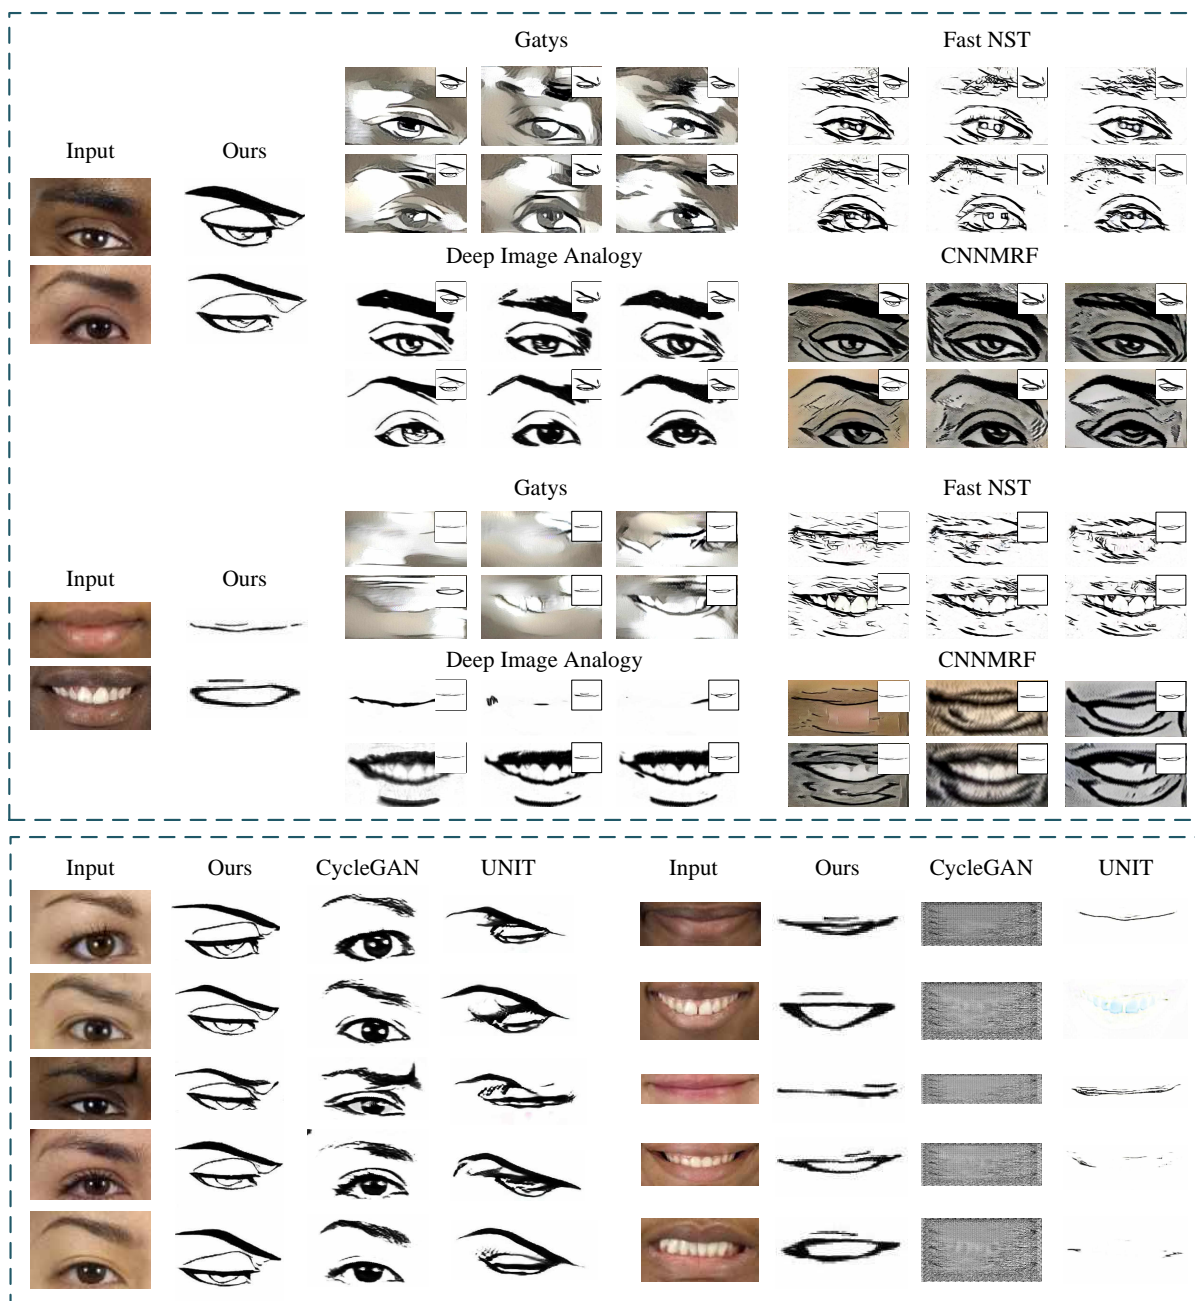 Gatys Fast NST
Input Ours
Deep Image Analogy CNNMRF
Gatys Fast NST
Input Ours
Deep Image Analogy CNNMRF
Input Ours CycleGAN UNIT Input Ours CycleGAN UNIT